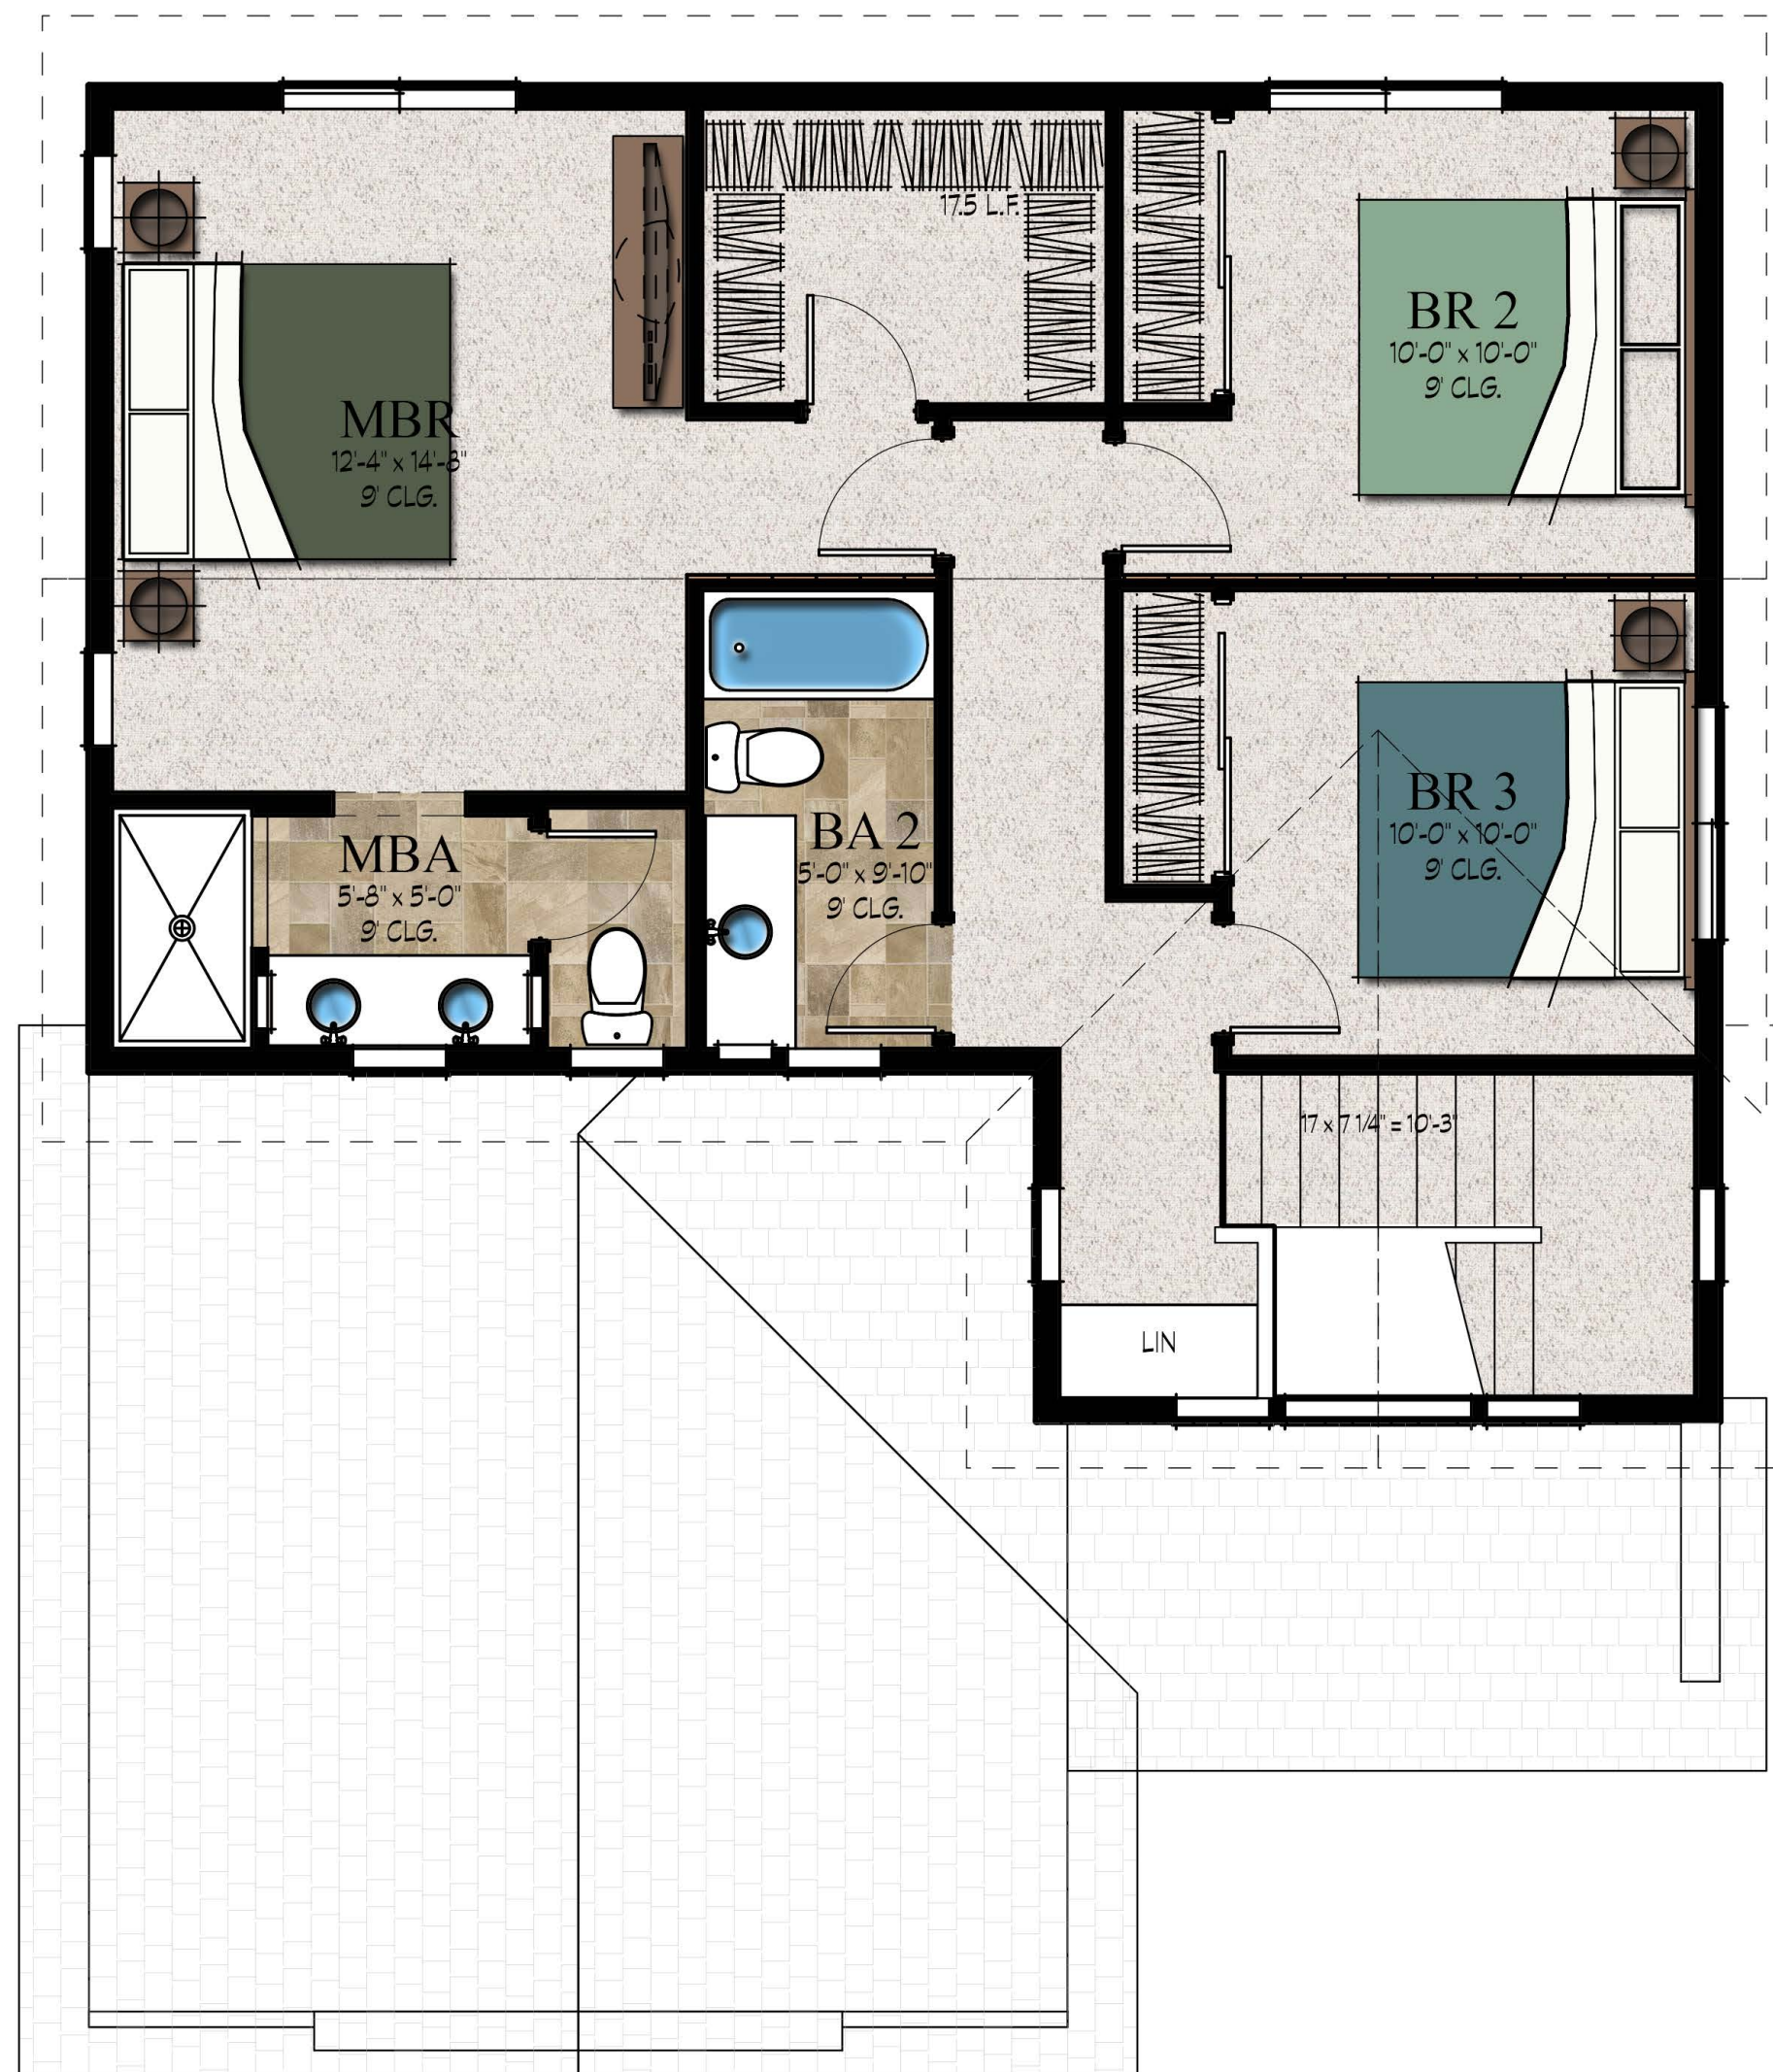 17.5 L.F.
BR 2
10'-0" x 10'-0"
9' CLG.
MBR
12'-4" x 14'-8"
9' CLG.
BR 3
10'-0" x 10'-0"
9' CLG.
MBA
5'-8" x 5'-0"
9' CLG.
BA 2
5'-0" x 9'-10"
9' CLG.
17 x 7 1/4" = 10'-3"
LIN